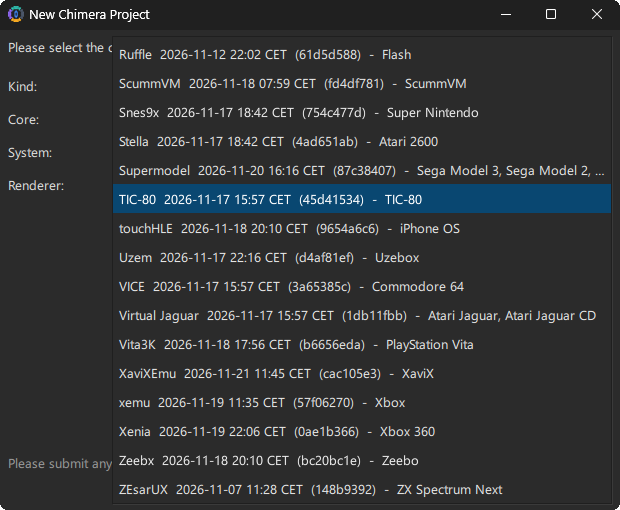 New Chimera Project
Please select the c
Ruffle 2026-11-12 22:02 CET (61d5d588) - Flash
Kind:
ScummVM 2026-11-18 07:59 CET (fd4df781) - ScummVM
Snes9x 2026-11-17 18:42 CET (754c477d) - Super Nintendo
Core:
Stella 2026-11-17 18:42 CET (4ad651ab) - Atari 2600
System:
Supermodel 2026-11-20 16:16 CET (87c38407) - Sega Model 3, Sega Model 2, ...
Renderer:
TIC-80 2026-11-17 15:57 CET (45d41534) - TIC-80
touchHLE 2026-11-18 20:10 CET (9654a6c6) - iPhone OS
Uzem 2026-11-17 22:16 CET (d4af81ef) - Uzebox
VICE 2026-11-17 15:57 CET (3a65385c) - Commodore 64
Virtual Jaguar 2026-11-17 15:57 CET (1db11fbb) - Atari Jaguar, Atari Jaguar CD
Vita3K 2026-11-18 17:56 CET (b6656eda) - PlayStation Vita
XaviXEmu 2026-11-21 11:45 CET (cac105e3) - XaviX
xemu 2026-11-19 11:35 CET (57f06270) - Xbox
Xenia 2026-11-19 22:06 CET (0ae1b366) - Xbox 360
Please submit any
Zeebx 2026-11-18 20:10 CET (bc20bc1e) - Zeebo
ZEsarUX 2026-11-07 11:28 CET (148b9392) - ZX Spectrum Next